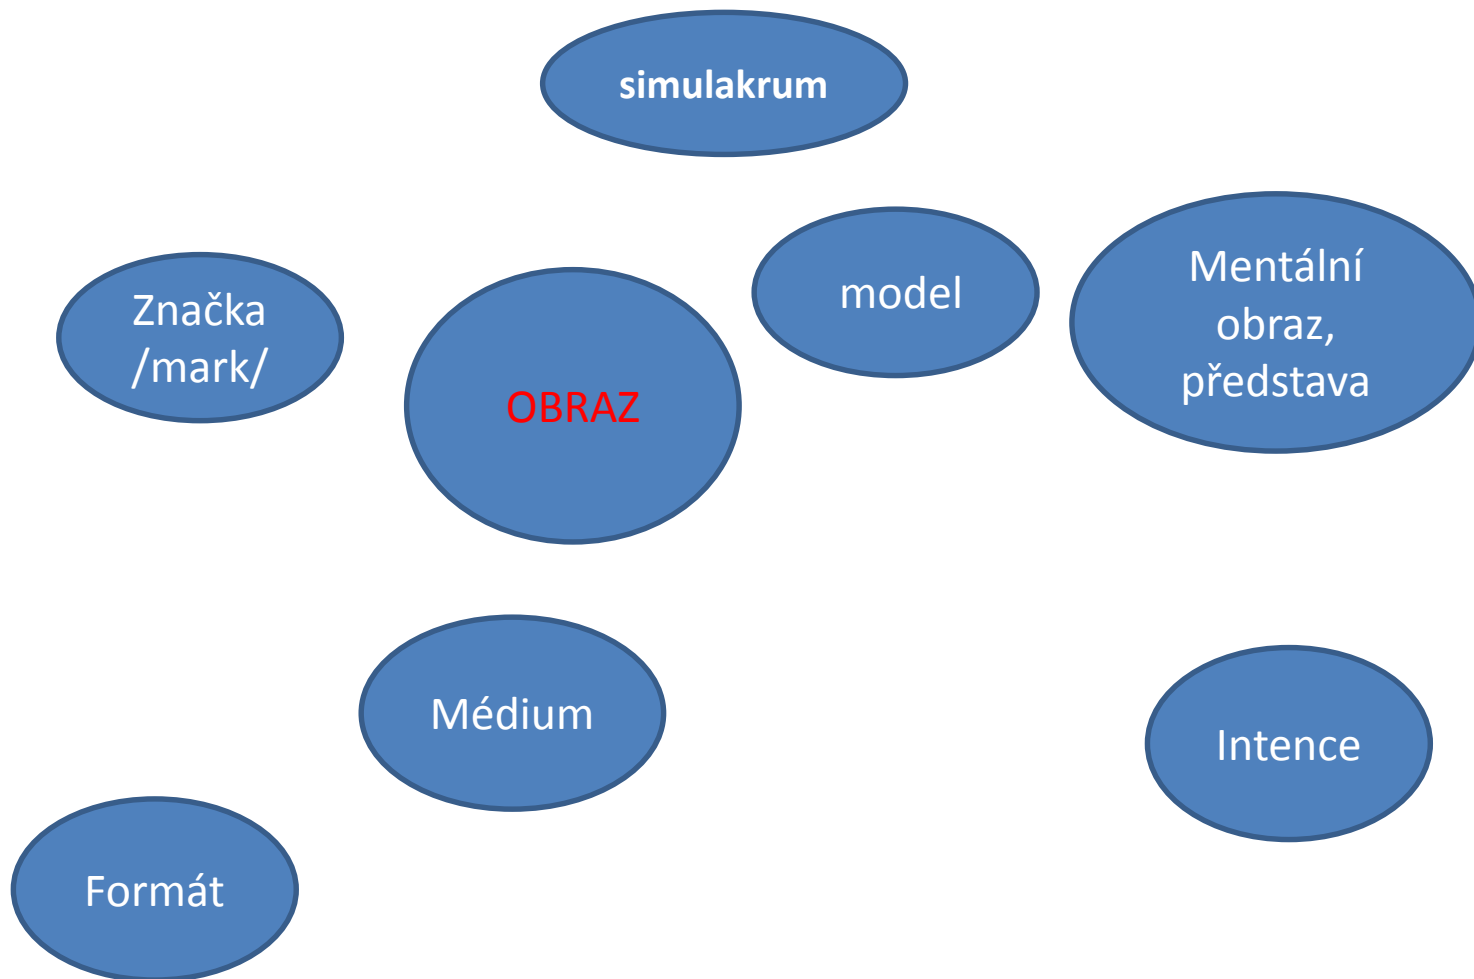 simulakrum
model
Mentální
obraz,
představa
Značka
/mark/
OBRAZ
Médium
Intence
Formát